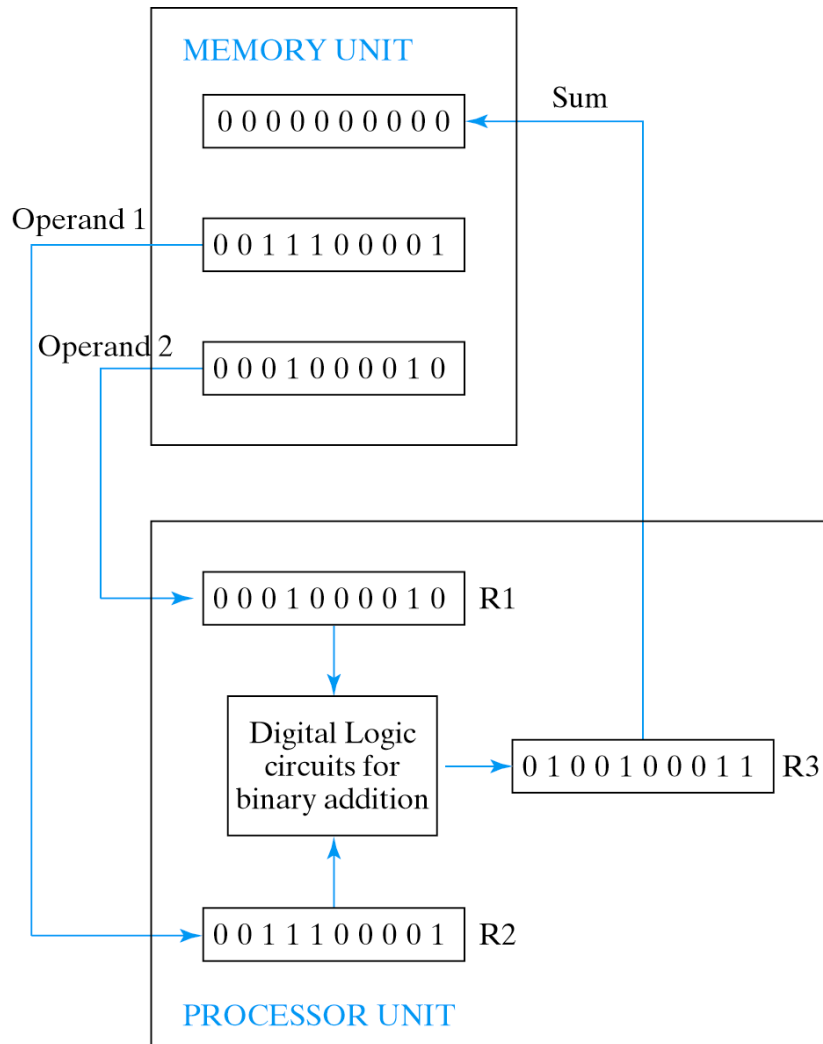 MEMORY UNIT
Sum
0 0 0 0 0 0 0 0 0 0
Operand 1
0 0 1 1 1 0 0 0 0 1
Operand 2
0 0 0 1 0 0 0 0 1 0
0 0 0 1 0 0 0 0 1 0 R1
Digital Logic
circuits for
binary addition
0 1 0 0 1 0 0 0 1 1 R3
0 0 1 1 1 0 0 0 0 1 R2
PROCESSOR UNIT